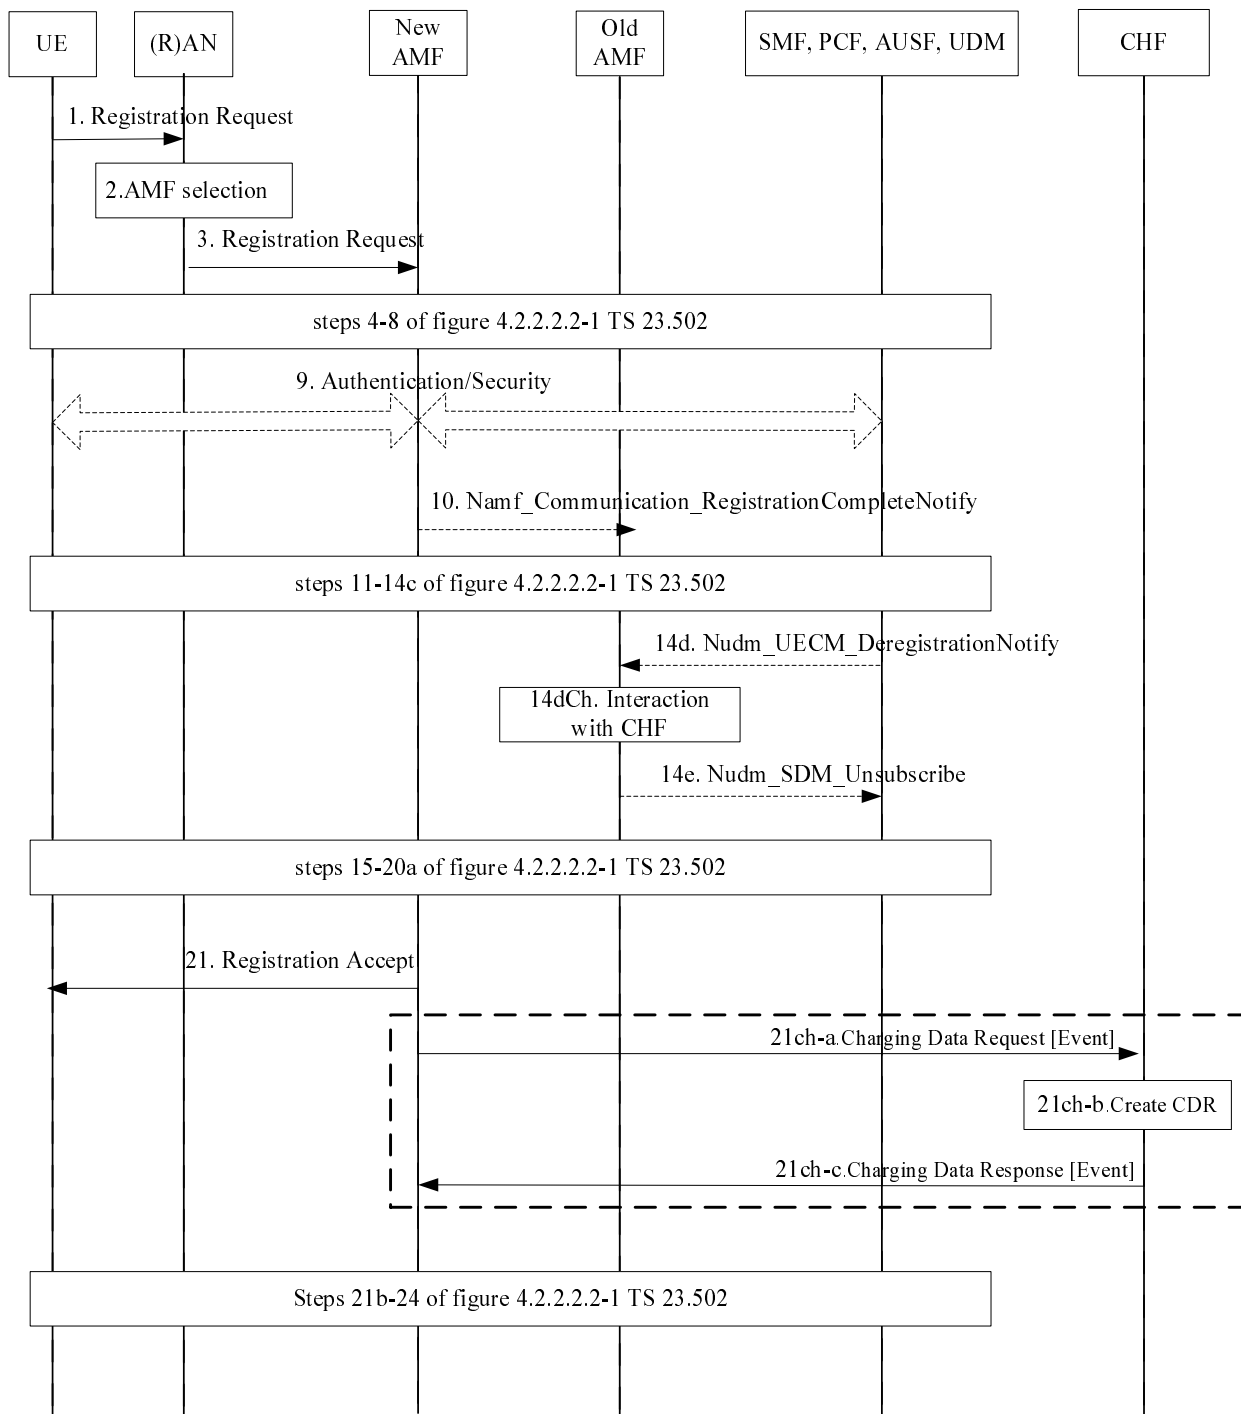 UE
(R)AN
New
AMF
Old
AMF
SMF, PCF, AUSF, UDM
CHF
1. Registration Request
2.AMF selection
3. Registration Request
steps 4-8 of figure 4.2.2.2.2-1 TS 23.502
9. Authentication/Security
10. Namf_Communication_RegistrationCompleteNotify
steps 11-14c of figure 4.2.2.2.2-1 TS 23.502
14d. Nudm_UECM_DeregistrationNotify
14dCh. Interaction
with CHF
14e. Nudm_SDM_Unsubscribe
steps 15-20a of figure 4.2.2.2.2-1 TS 23.502
21. Registration Accept
21ch-a.Charging Data Request [Event]
21ch-b.Create CDR
21ch-c.Charging Data Response [Event]
Steps 21b-24 of figure 4.2.2.2.2-1 TS 23.502